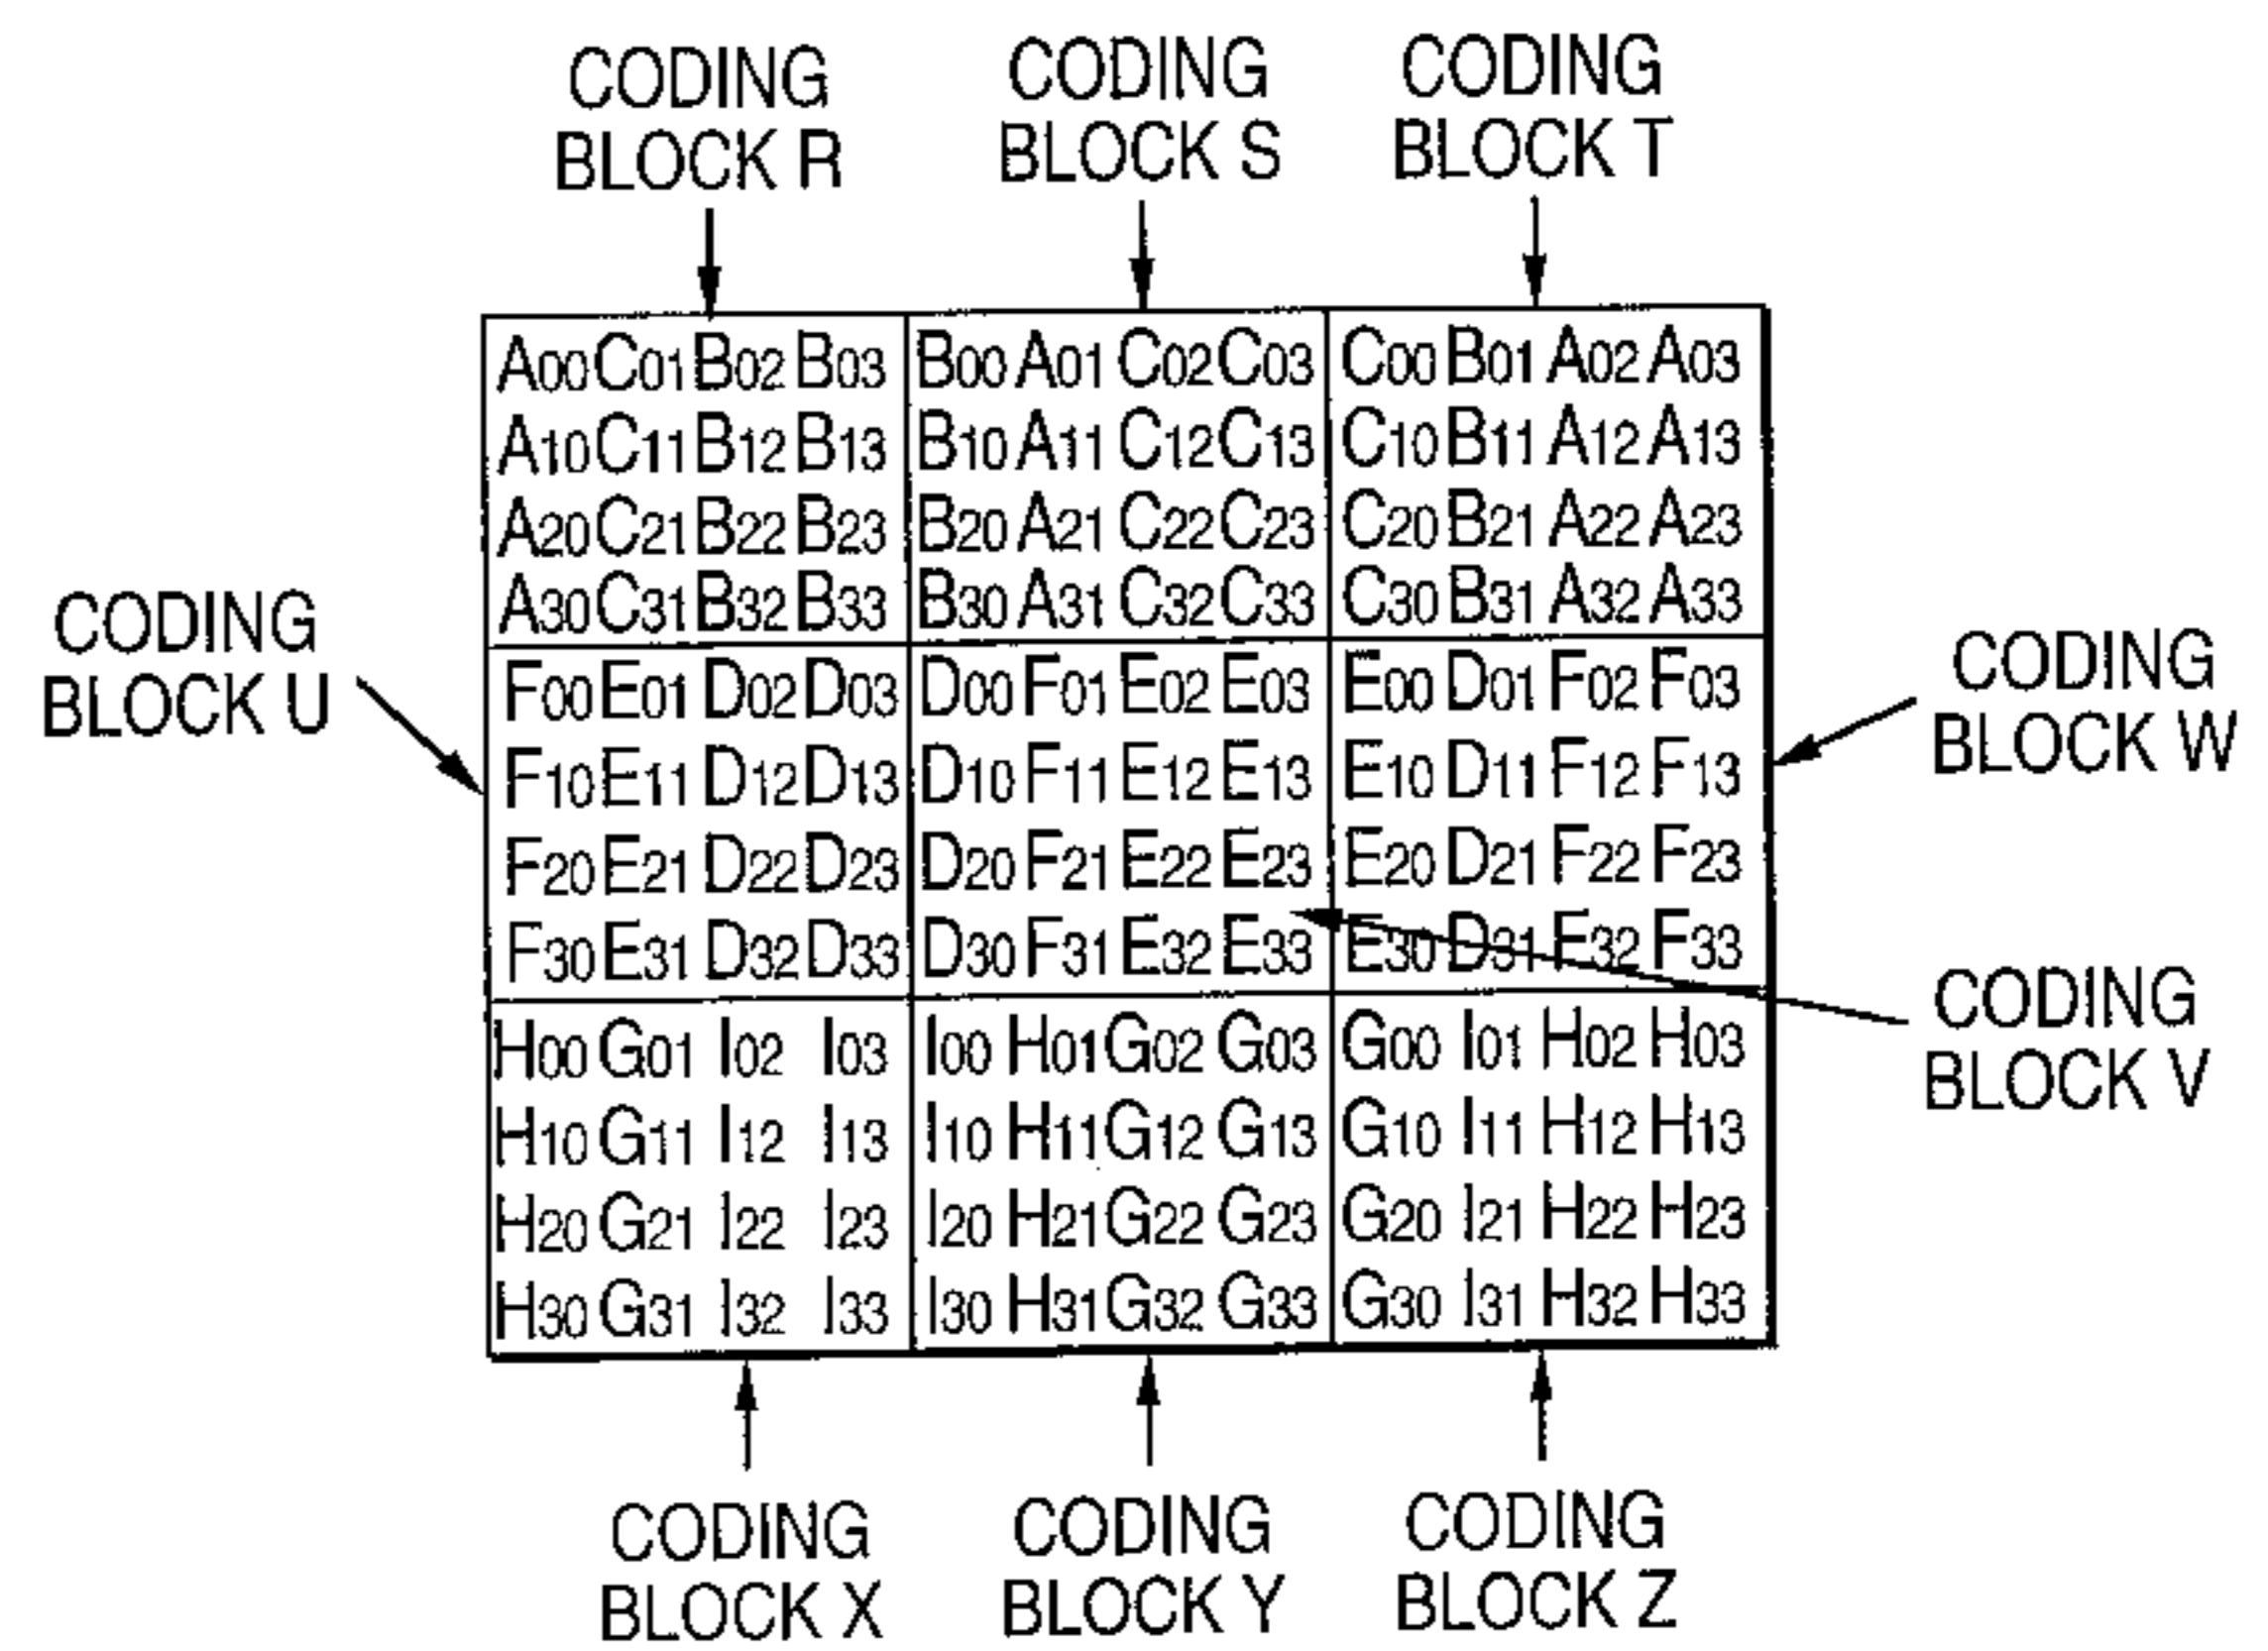 CODING
BLOCK R
CODING
BLOCK S
CODING
BLOCK T
A00 C01 B02 B03 B00 A01 C02 C03 C00 B01 A02 A03
A10 C11 B12 B13 B10 A11 C12 C13 C10 B11 A12 A13
A20 C21 B22 B23 B20 A21 C22 C23 C20 B21 A22 A23
A30 C31 B32 B33 B30 A31 C32 C33 C30 B31 A32 A33
CODING
BLOCK U
F00 E01 D02 D03 D00 F01 E02 E03 E00 D01 F02 F03
F10 E11 D12 D13 D10 F11 E12 E13 E10 D11 F12 F13
F20 E21 D22 D23 D20 F21 E22 E23 E20 D21 F22 F23
F30 E31 D32 D33 D30 F31 E32 E33 E30 D31 F32 F33
CODING
BLOCK W
H00 G01 I02 I03 I00 H01 G02 G03 G00 I01 H02 H03
H10 G11 I12 I13 I10 H11 G12 G13 G10 I11 H12 H13
H20 G21 I22 I23 I20 H21 G22 G23 G20 I21 H22 H23
H30 G31 I32 I33 I30 H31 G32 G33 G30 I31 H32 H33
CODING
BLOCK V
CODING
BLOCK X
CODING
BLOCK Y
CODING
BLOCK Z